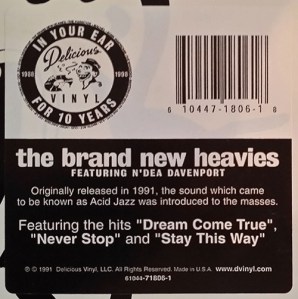 IN YOUR EAR
Delicious
1988 1998
VINYL
FOR 10 YEARS
6 10447-1806-1 8
the brand new heavies
FEATURING N'DEA DAVENPORT
Originally released in 1991, the sound which came
to be known as Acid Jazz was introduced to the masses.
Featuring the hits "Dream Come True",
"Never Stop" and "Stay This Way"
℗ © 1991 Delicious Vinyl, LLC. All Rights Reserved. Made in U.S.A. www.dvinyl.com
61044-71806-1